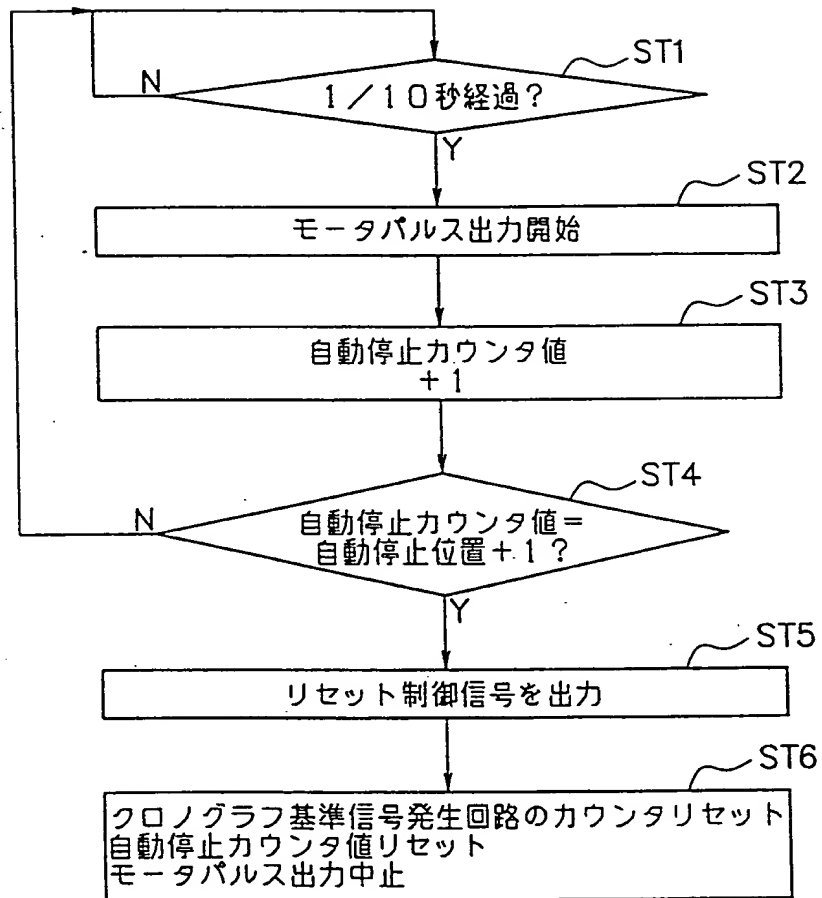 ST1
N
1／10秒経過？
Y
ST2
モータパルス出力開始
ST3
自動停止カウンタ値
＋1
ST4
N
自動停止カウンタ値＝
自動停止位置＋1？
Y
ST5
リセット制御信号を出力
ST6
クロノグラフ基準信号発生回路のカウンタリセット
自動停止カウンタ値リセット
モータパルス出力中止